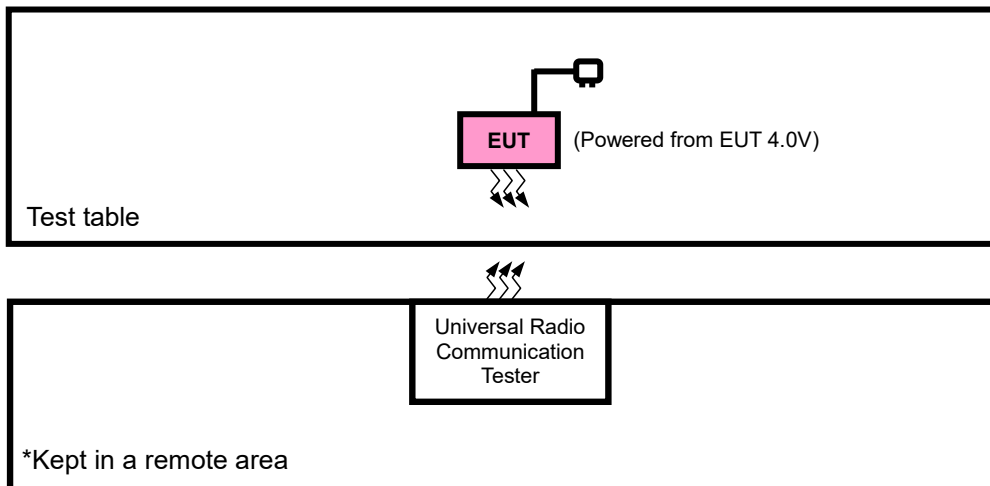 EUT
(Powered from EUT 4.0V)
Test table
Universal Radio
Communication
Tester
*Kept in a remote area